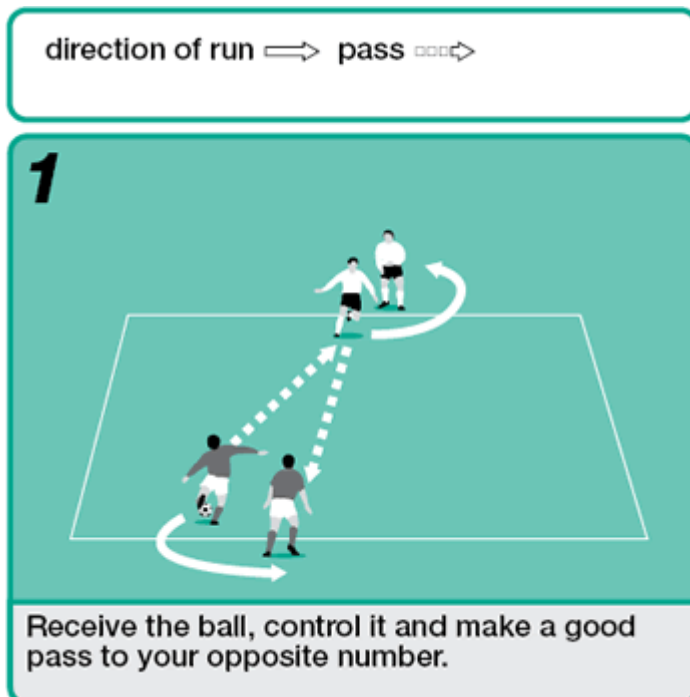 direction of run pass
1
Receive the ball, control it and make a good
pass to your opposite number.